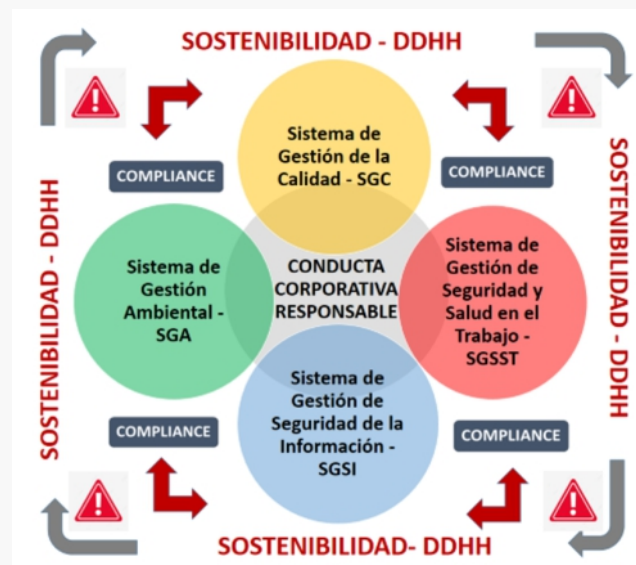 SOSTENIBILIDAD - DDHH
Sistema de
Gestión de la
Calidad - SGC
COMPLIANCE
COMPLIANCE
SOSTENIBILIDAD - DDHH
SOSTENIBILIDAD - DDHH
Sistema de
Gestión
Ambiental -
SGA
CONDUCTA
CORPORATIVA
RESPONSABLE
Sistema de
Gestión de
Seguridad y
Salud en el
Trabajo -
SGSST
Sistema de
Gestión de
Seguridad de la
Información -
SGSI
COMPLIANCE
COMPLIANCE
SOSTENIBILIDAD- DDHH